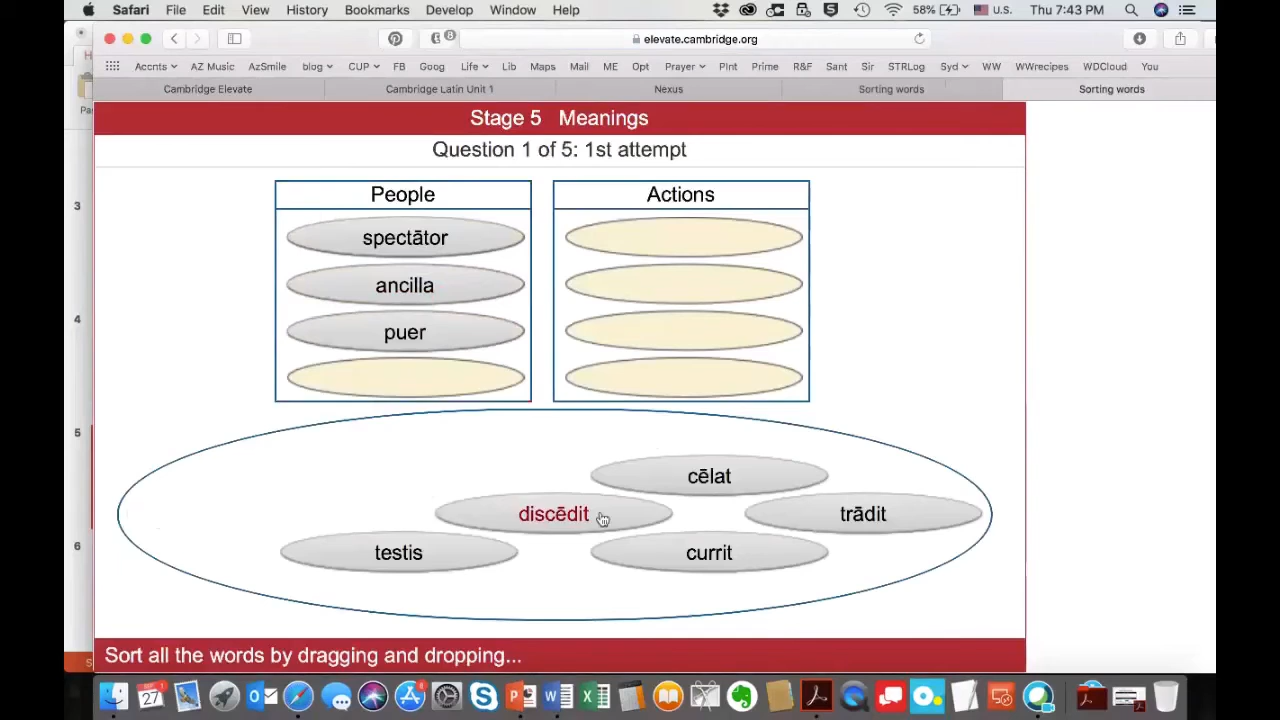 Safari File Edit View History Bookmarks Develop Window Help 58% U.S. Thu 7:43 PM
8 elevate.cambridge.org
Accnts AZ Music AzSmile blog CUP FB Goog Life Lib Maps Mail ME Opt Prayer PInt Prime R&F Sant Sir STRLog Syd WW WWrecipes WDCloud You
Cambridge Elevate Cambridge Latin Unit 1 Nexus Sorting words Sorting words
H
Pa
Stage 5 Meanings
Question 1 of 5: 1st attempt
People
spectātor
ancilla
puer
Actions
cēlat
discēdit
trādit
testis
currit
Sort all the words by dragging and dropping...
3
4
5
6
S
27